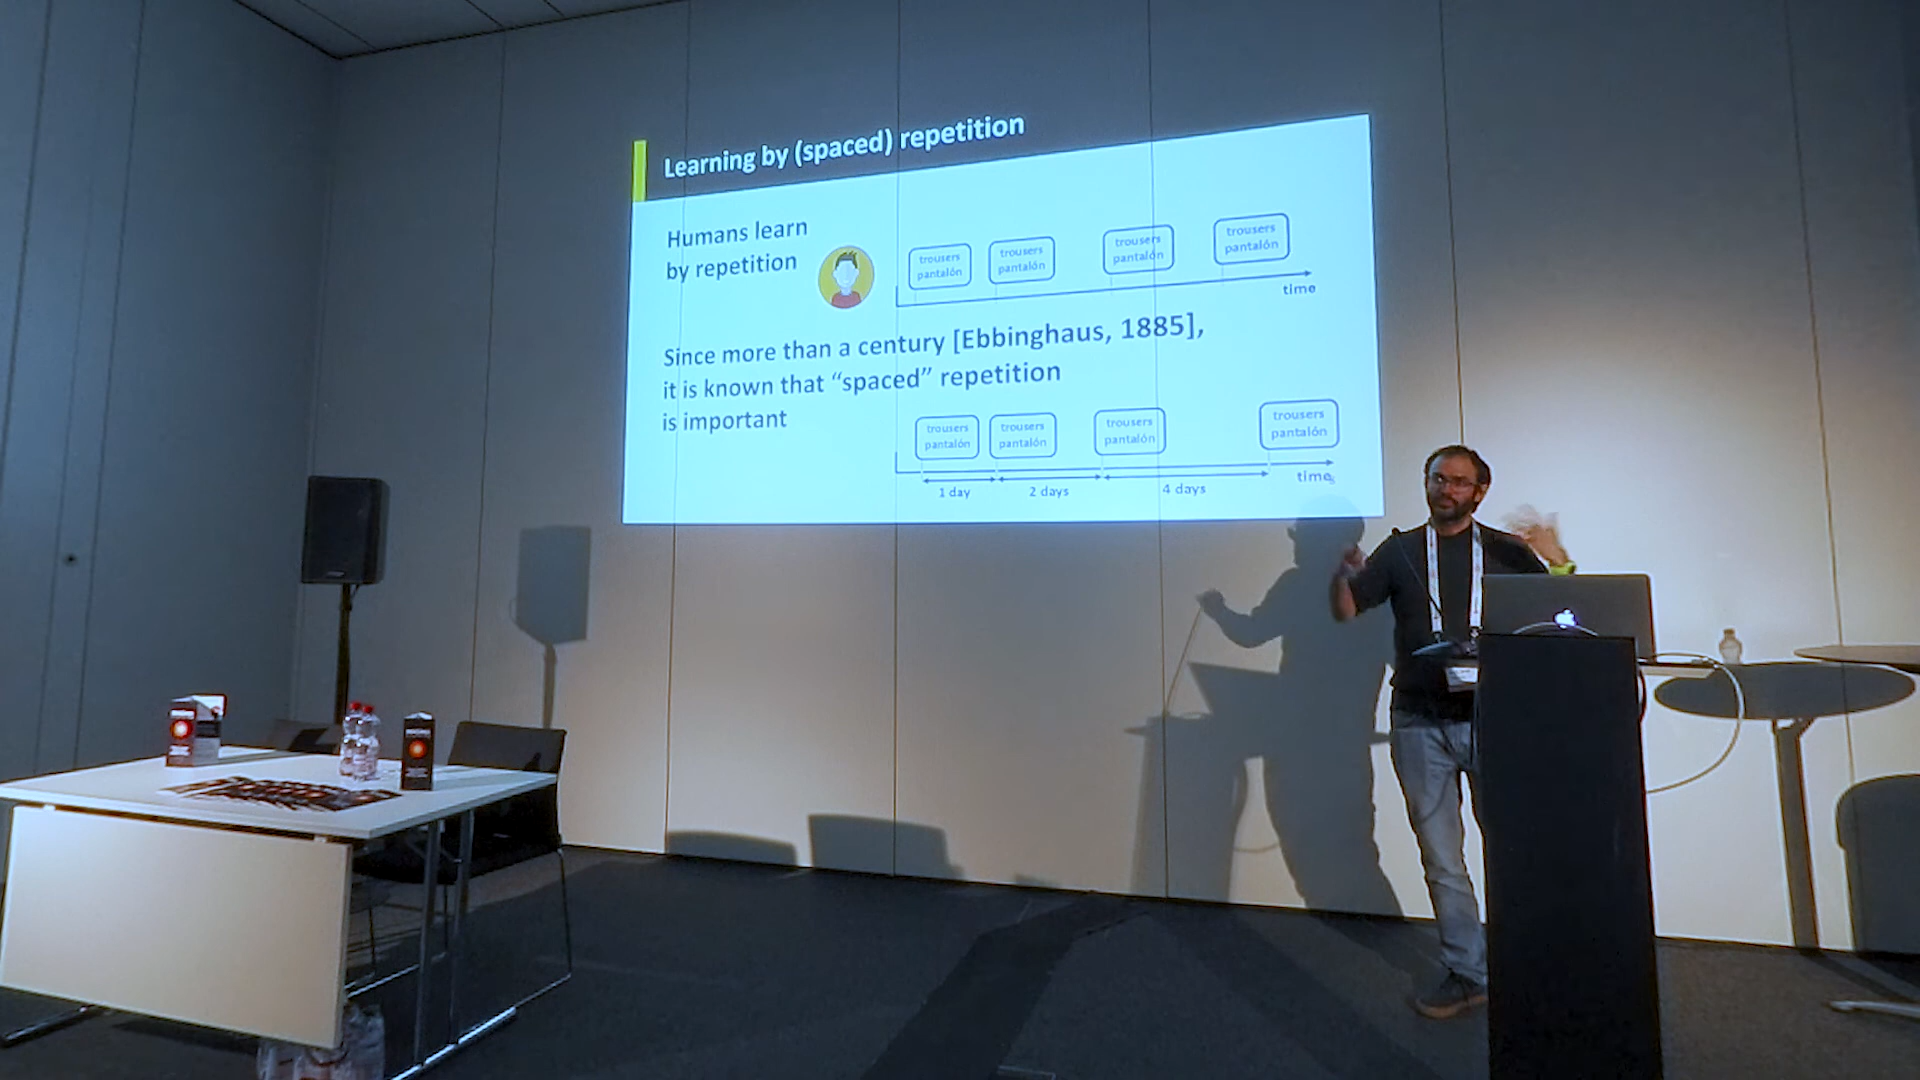 Learning by (spaced) repetition
Humans learn
by repetition
trousers
pantalón
trousers
pantalón
trousers
pantalón
trousers
pantalón
time
Since more than a century [Ebbinghaus, 1885],
it is known that “spaced” repetition
is important
trousers
pantalón
trousers
pantalón
trousers
pantalón
trousers
pantalón
time
1 day
2 days
4 days